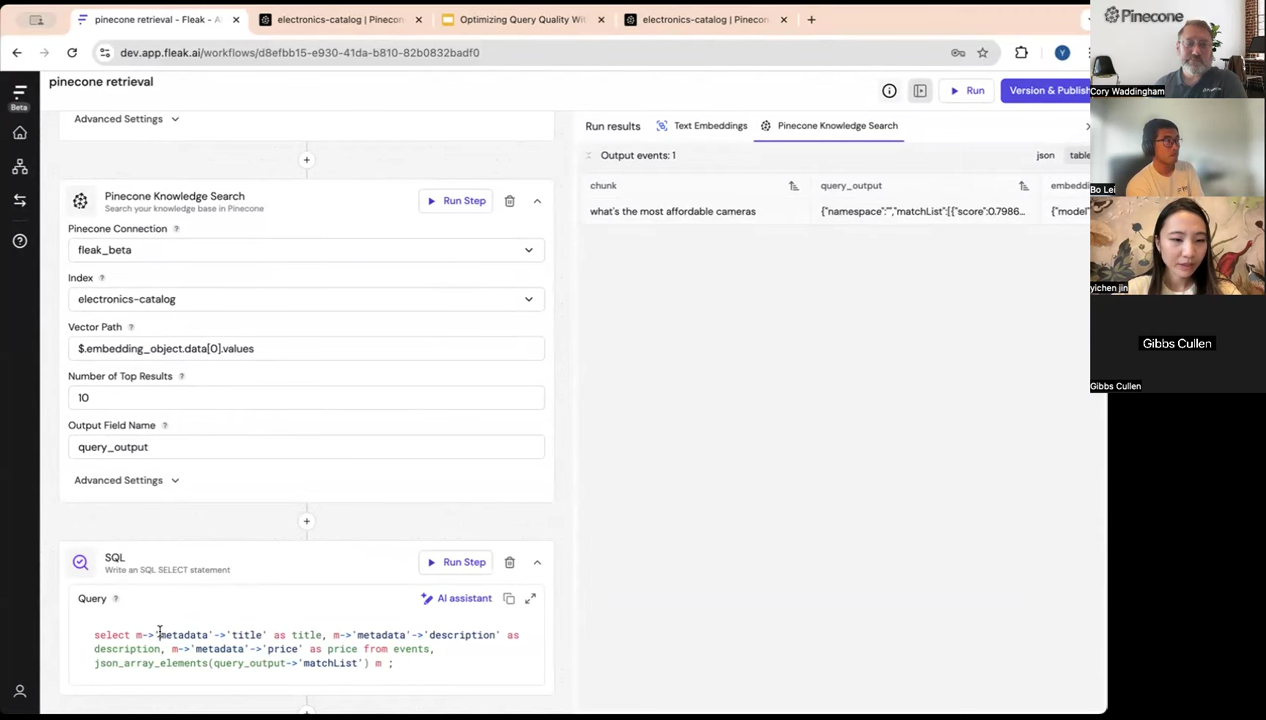 pinecone retrieval - Fleak - A
electronics-catalog | Pinecon
Optimizing Query Quality Wit
electronics-catalog | Pinecon
dev.app.fleak.ai/workflows/d8efbb15-e930-41da-b810-82b0832badf0
Y
Beta
pinecone retrieval
Run
Version & Publish
Advanced Settings
Pinecone Knowledge Search
Search your knowledge base in Pinecone
Run Step
Pinecone Connection
fleak_beta
Index
electronics-catalog
Vector Path
$.embedding_object.data[0].values
Number of Top Results
10
Output Field Name
query_output
Advanced Settings
SQL
Write an SQL SELECT statement
Run Step
Query
AI assistant
select m->'metadata'->'title' as title, m->'metadata'->'description' as
description, m->'metadata'->'price' as price from events,
json_array_elements(query_output->'matchList') m ;
Run results
Text Embeddings
Pinecone Knowledge Search
Output events: 1
json
table
chunk
query_output
embeddi
what's the most affordable cameras
{"namespace":"","matchList":[{"score":0.7986...
{"model"
Pinecone
Cory Waddingham
Bo Lei
yichen jin
Gibbs Cullen
Gibbs Cullen